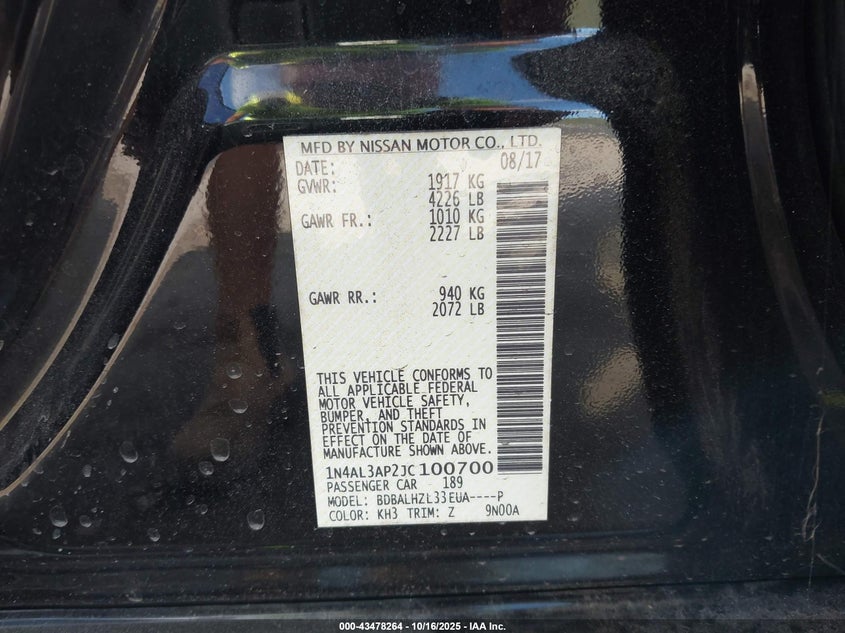 MFD BY NISSAN MOTOR CO., LTD.
DATE: 08/17
GVWR: 1917 KG
4226 LB
GAWR FR.: 1010 KG
2227 LB
GAWR RR.: 940 KG
2072 LB
THIS VEHICLE CONFORMS TO
ALL APPLICABLE FEDERAL
MOTOR VEHICLE SAFETY,
BUMPER, AND THEFT
PREVENTION STANDARDS IN
EFFECT ON THE DATE OF
MANUFACTURE SHOWN ABOVE.
1N4AL3AP2JC100700
PASSENGER CAR 189
MODEL: BDBALHZL33EUA----P
COLOR: KH3 TRIM: Z 9N00A
000-43478264 - 10/16/2025 - IAA Inc.